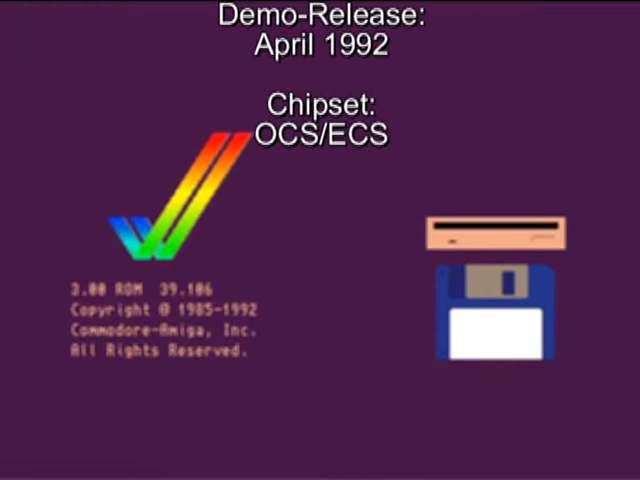 Demo-Release:
April 1992
Chipset:
OCS/ECS
3.00 ROM 39.106
Copyright © 1985-1992
Commodore-Amiga, Inc.
All Rights Reserved.